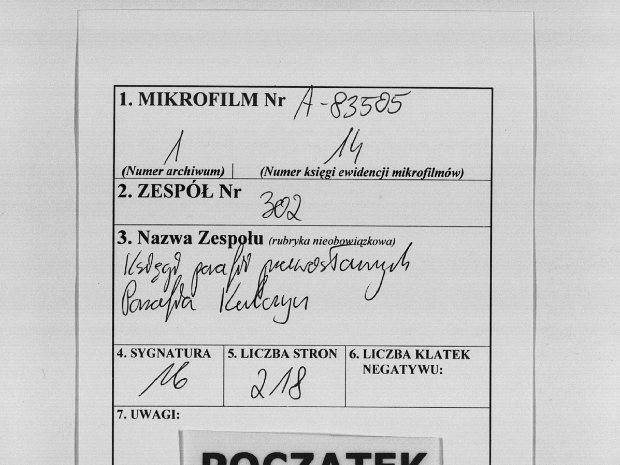 1. MIKROFILM Nr A-83505
1 14
(Numer archiwum) (Numer księgi ewidencji mikrofilmów)
2. ZESPÓŁ Nr
302
3. Nazwa Zespołu (rubryka nieobowiązkowa)
Księgi parafii prawosławnych
Parafia Kulczyn
4. SYGNATURA 5. LICZBA STRON 6. LICZBA KLATEK
NEGATYWU:
16 218
7. UWAGI:
POCZĄTEK